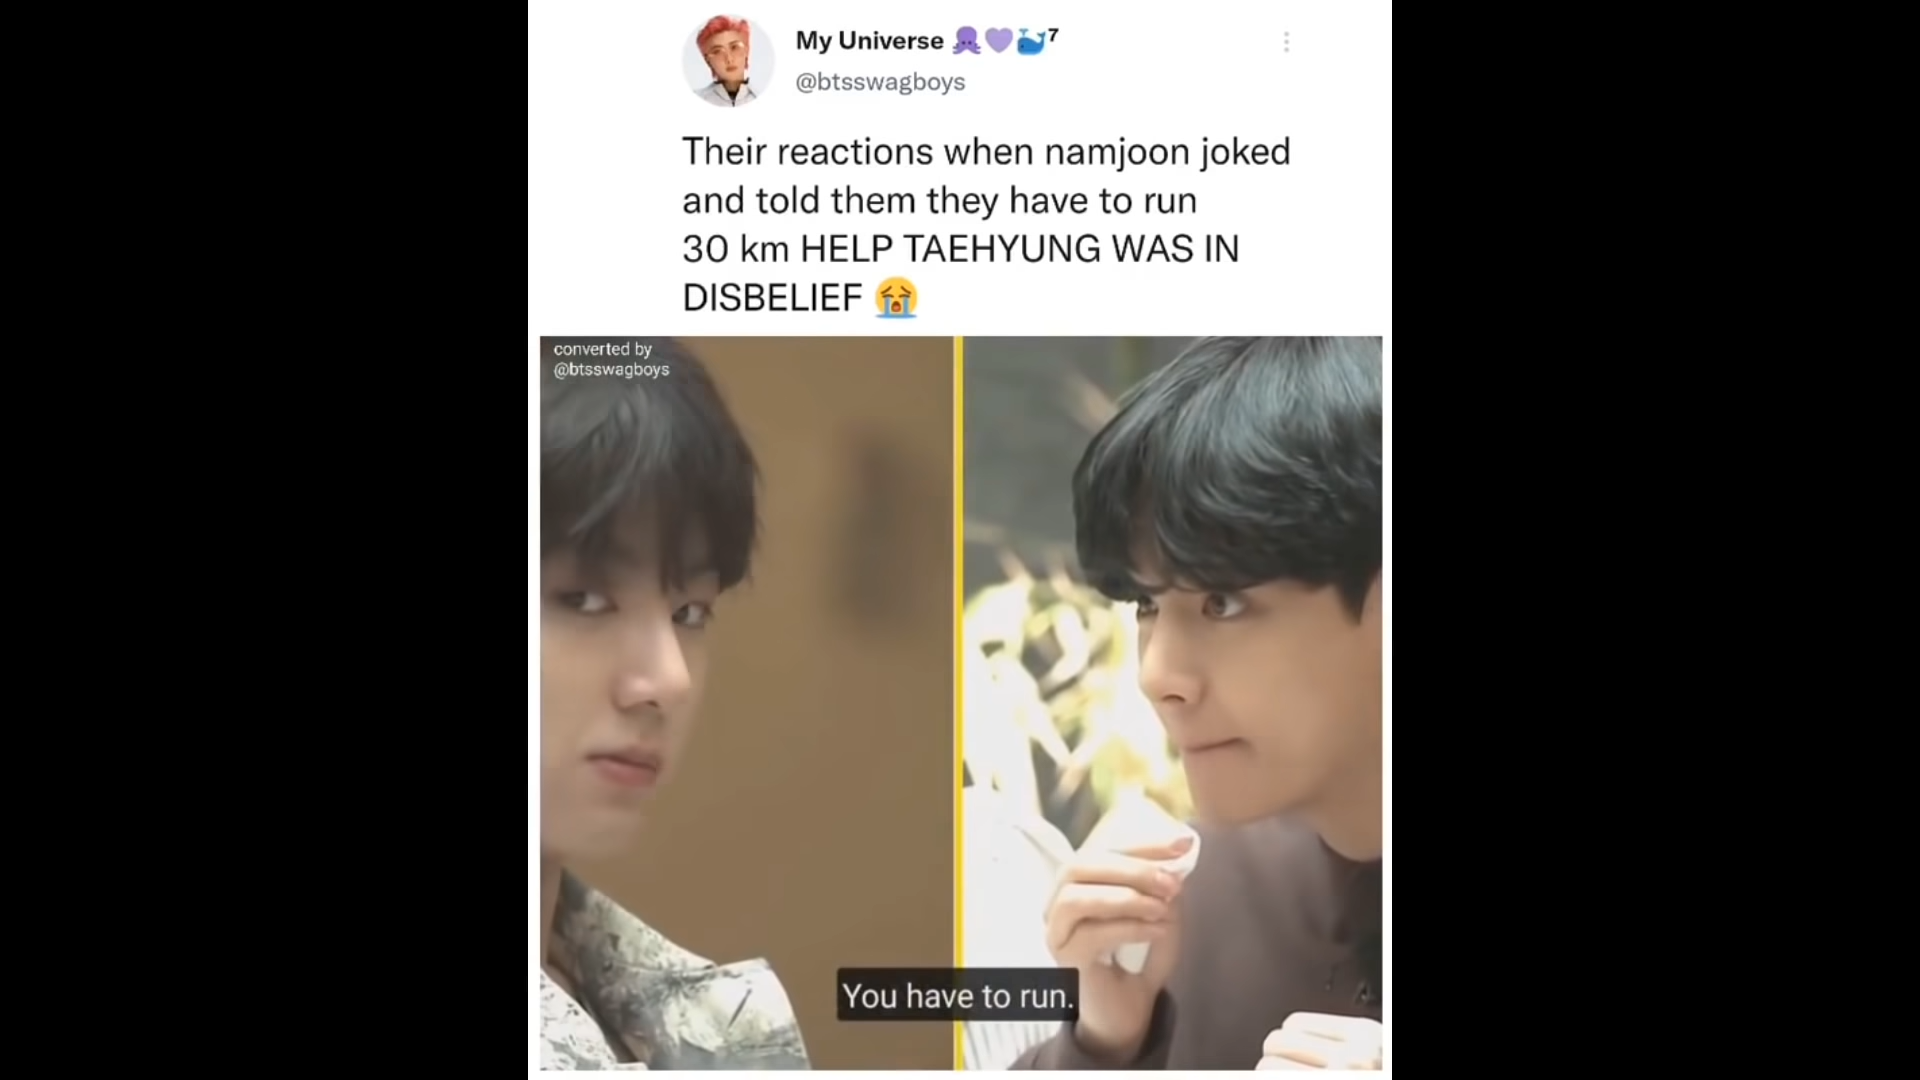 My Universe 🐙💜🐳⁷
@btsswagboys
Their reactions when namjoon joked
and told them they have to run
30 km HELP TAEHYUNG WAS IN
DISBELIEF 😭
converted by
@btsswagboys
You have to run.